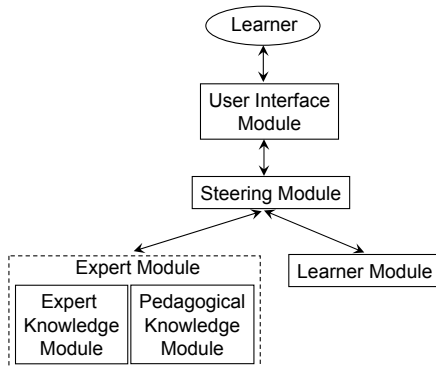 Learner
User Interface
Module
Steering Module
Expert Module
Learner Module
Expert
Knowledge
Module
Pedagogical
Knowledge
Module